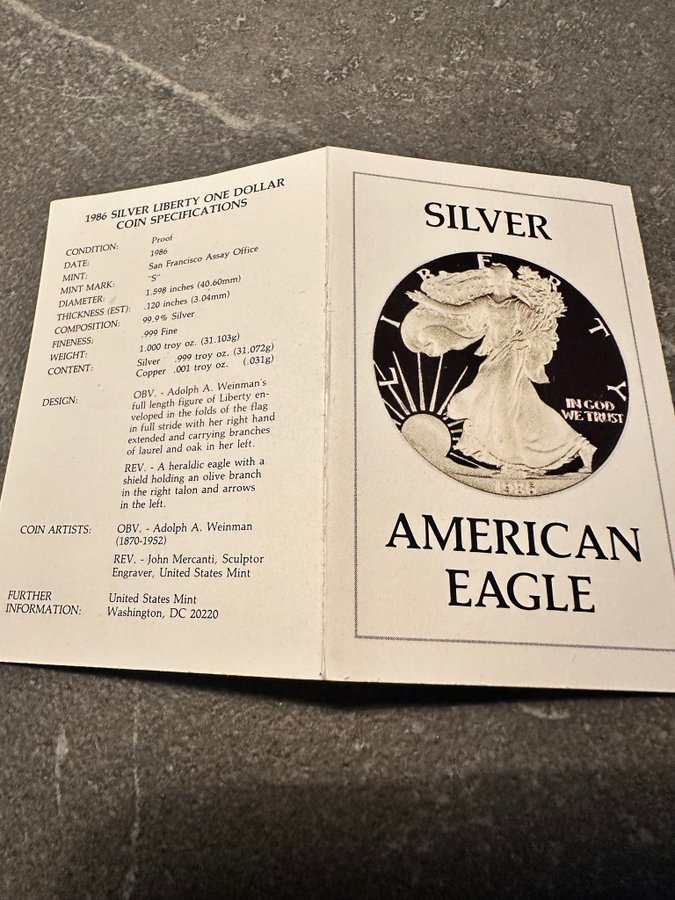 1986 SILVER LIBERTY ONE DOLLAR
COIN SPECIFICATIONS
CONDITION: Proof
DATE: 1986
MINT: San Francisco Assay Office
MINT MARK: "S"
DIAMETER: 1.598 inches (40.60mm)
THICKNESS (EST): .120 inches (3.04mm)
COMPOSITION: 99.9% Silver
FINENESS: .999 Fine
WEIGHT: 1.000 troy oz. (31.103g)
CONTENT: Silver .999 troy oz. (31.072g)
Copper .001 troy oz. (.031g)
DESIGN: OBV. - Adolph A. Weinman's
full length figure of Liberty en-
veloped in the folds of the flag
in full stride with her right hand
extended and carrying branches
of laurel and oak in her left.
REV. - A heraldic eagle with a
shield holding an olive branch
in the right talon and arrows
in the left.
COIN ARTISTS: OBV. - Adolph A. Weinman
(1870-1952)
REV. - John Mercanti, Sculptor
Engraver, United States Mint
FURTHER
INFORMATION: United States Mint
Washington, DC 20220
SILVER
LIBERTY
IN GOD
WE TRUST
1986
AMERICAN
EAGLE